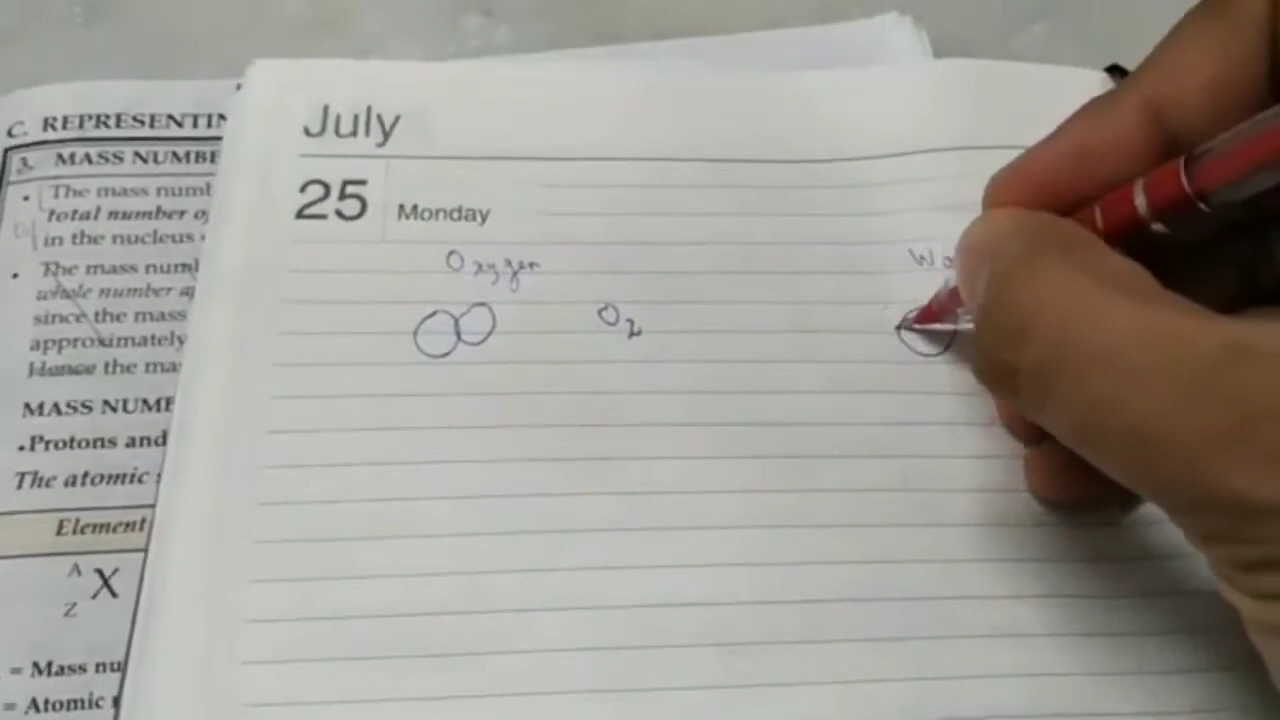 C. REPRESENTIN
3. MASS NUMBE
• The mass numb
total number o
in the nucleus
• The mass numb
whole number a
since the mass
approximately
Hence the ma
MASS NUMB
•Protons and
The atomic
Element
A
X
Z
= Mass nu
= Atomic
July
25 Monday
Oxygen Wa
O2